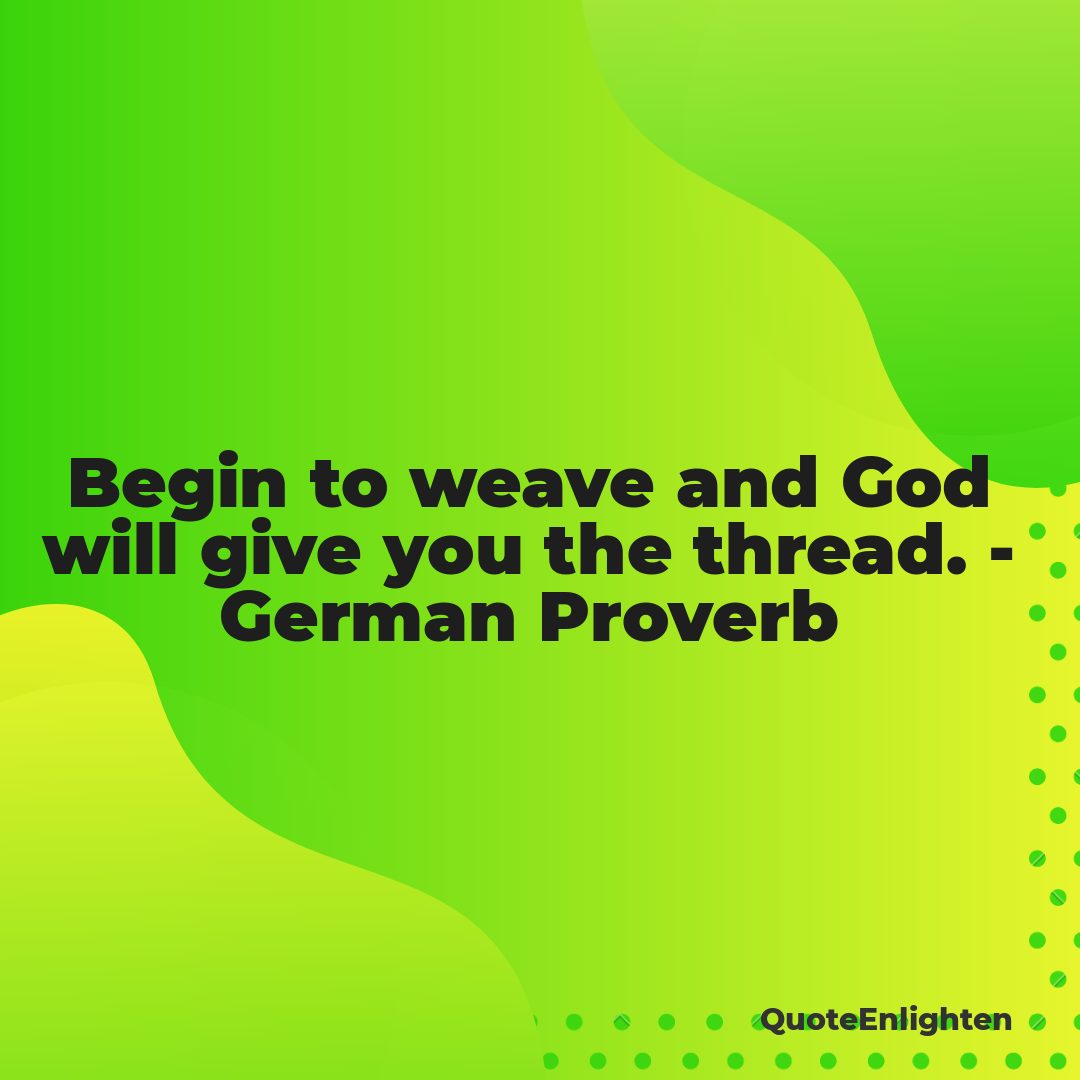 Begin to weave and God
will give you the thread. -
German Proverb
QuoteEnlighten